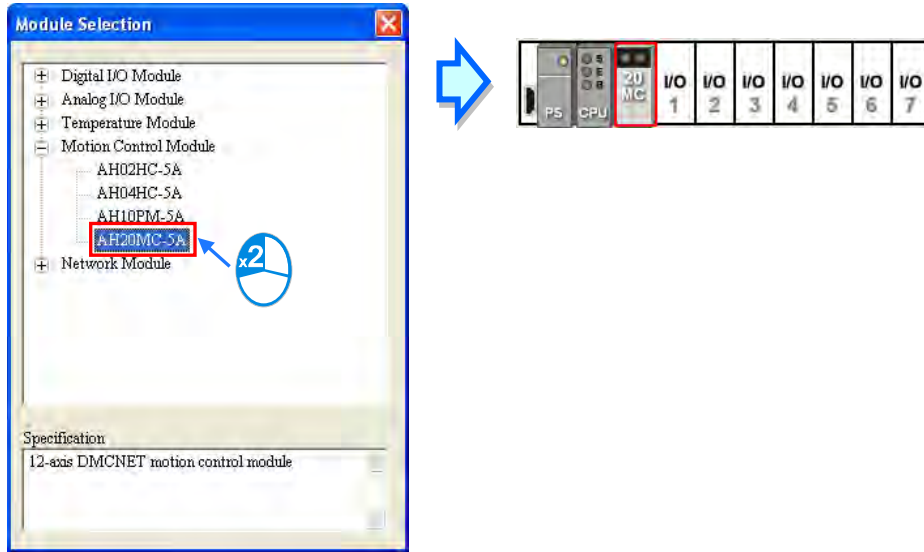 Module Selection
Digital I/O Module
Analog I/O Module
Temperature Module
Motion Control Module
AH02HC-5A
AH04HC-5A
AH10PM-5A
AH20MC-5A
Network Module
x2
Specification
12-axis DMCNET motion control module
PS
CPU
S
E
B
20
MC
I/O I/O I/O I/O I/O I/O I/O
1 2 3 4 5 6 7